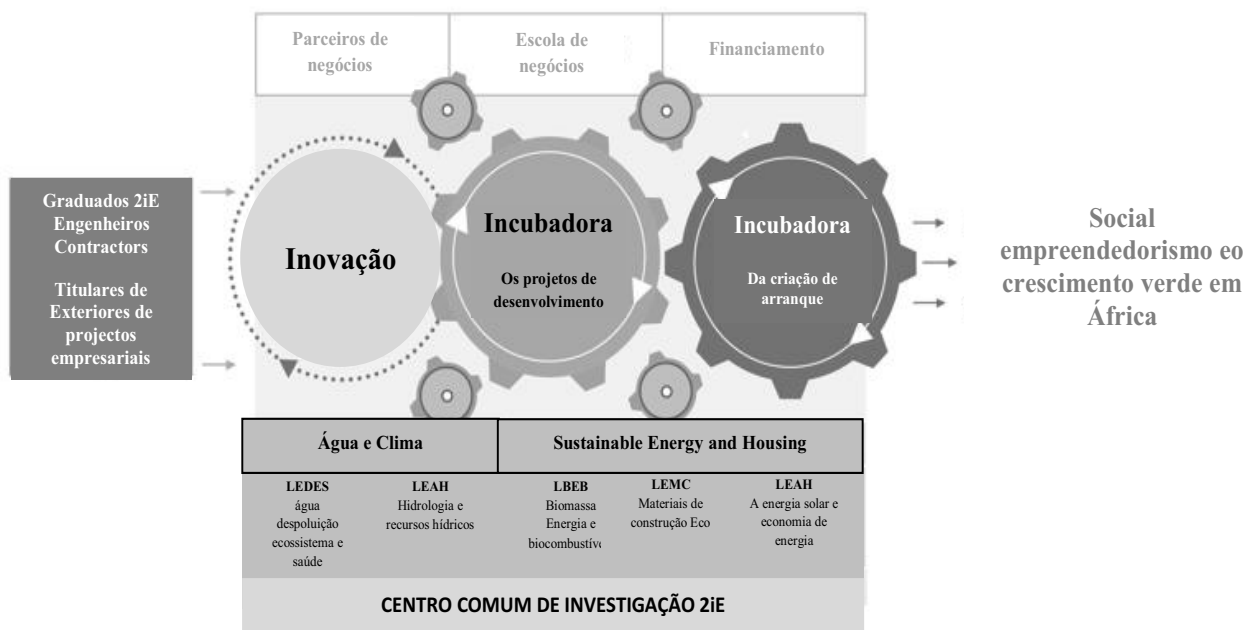 Parceiros de
negócios
Escola de
negócios
Financiamento
Graduados 2iE
Engenheiros
Contractors
Titulares de
Exteriores de
projectos
empresariais
Inovação
Incubadora
Os projetos de
desenvolvimento
Incubadora
Da criação de
arranque
Social
empreendedorismo eo
crescimento verde em
África
Água e Clima
Sustainable Energy and Housing
LEDES
água
despoluição
ecossistema e
saúde
LEAH
Hidrologia e
recursos hídricos
LBEB
Biomassa
Energia e
biocombustíve
LEMC
Materiais de
construção Eco
LEAH
A energia solar e
economia de
energia
CENTRO COMUM DE INVESTIGAÇÃO 2iE